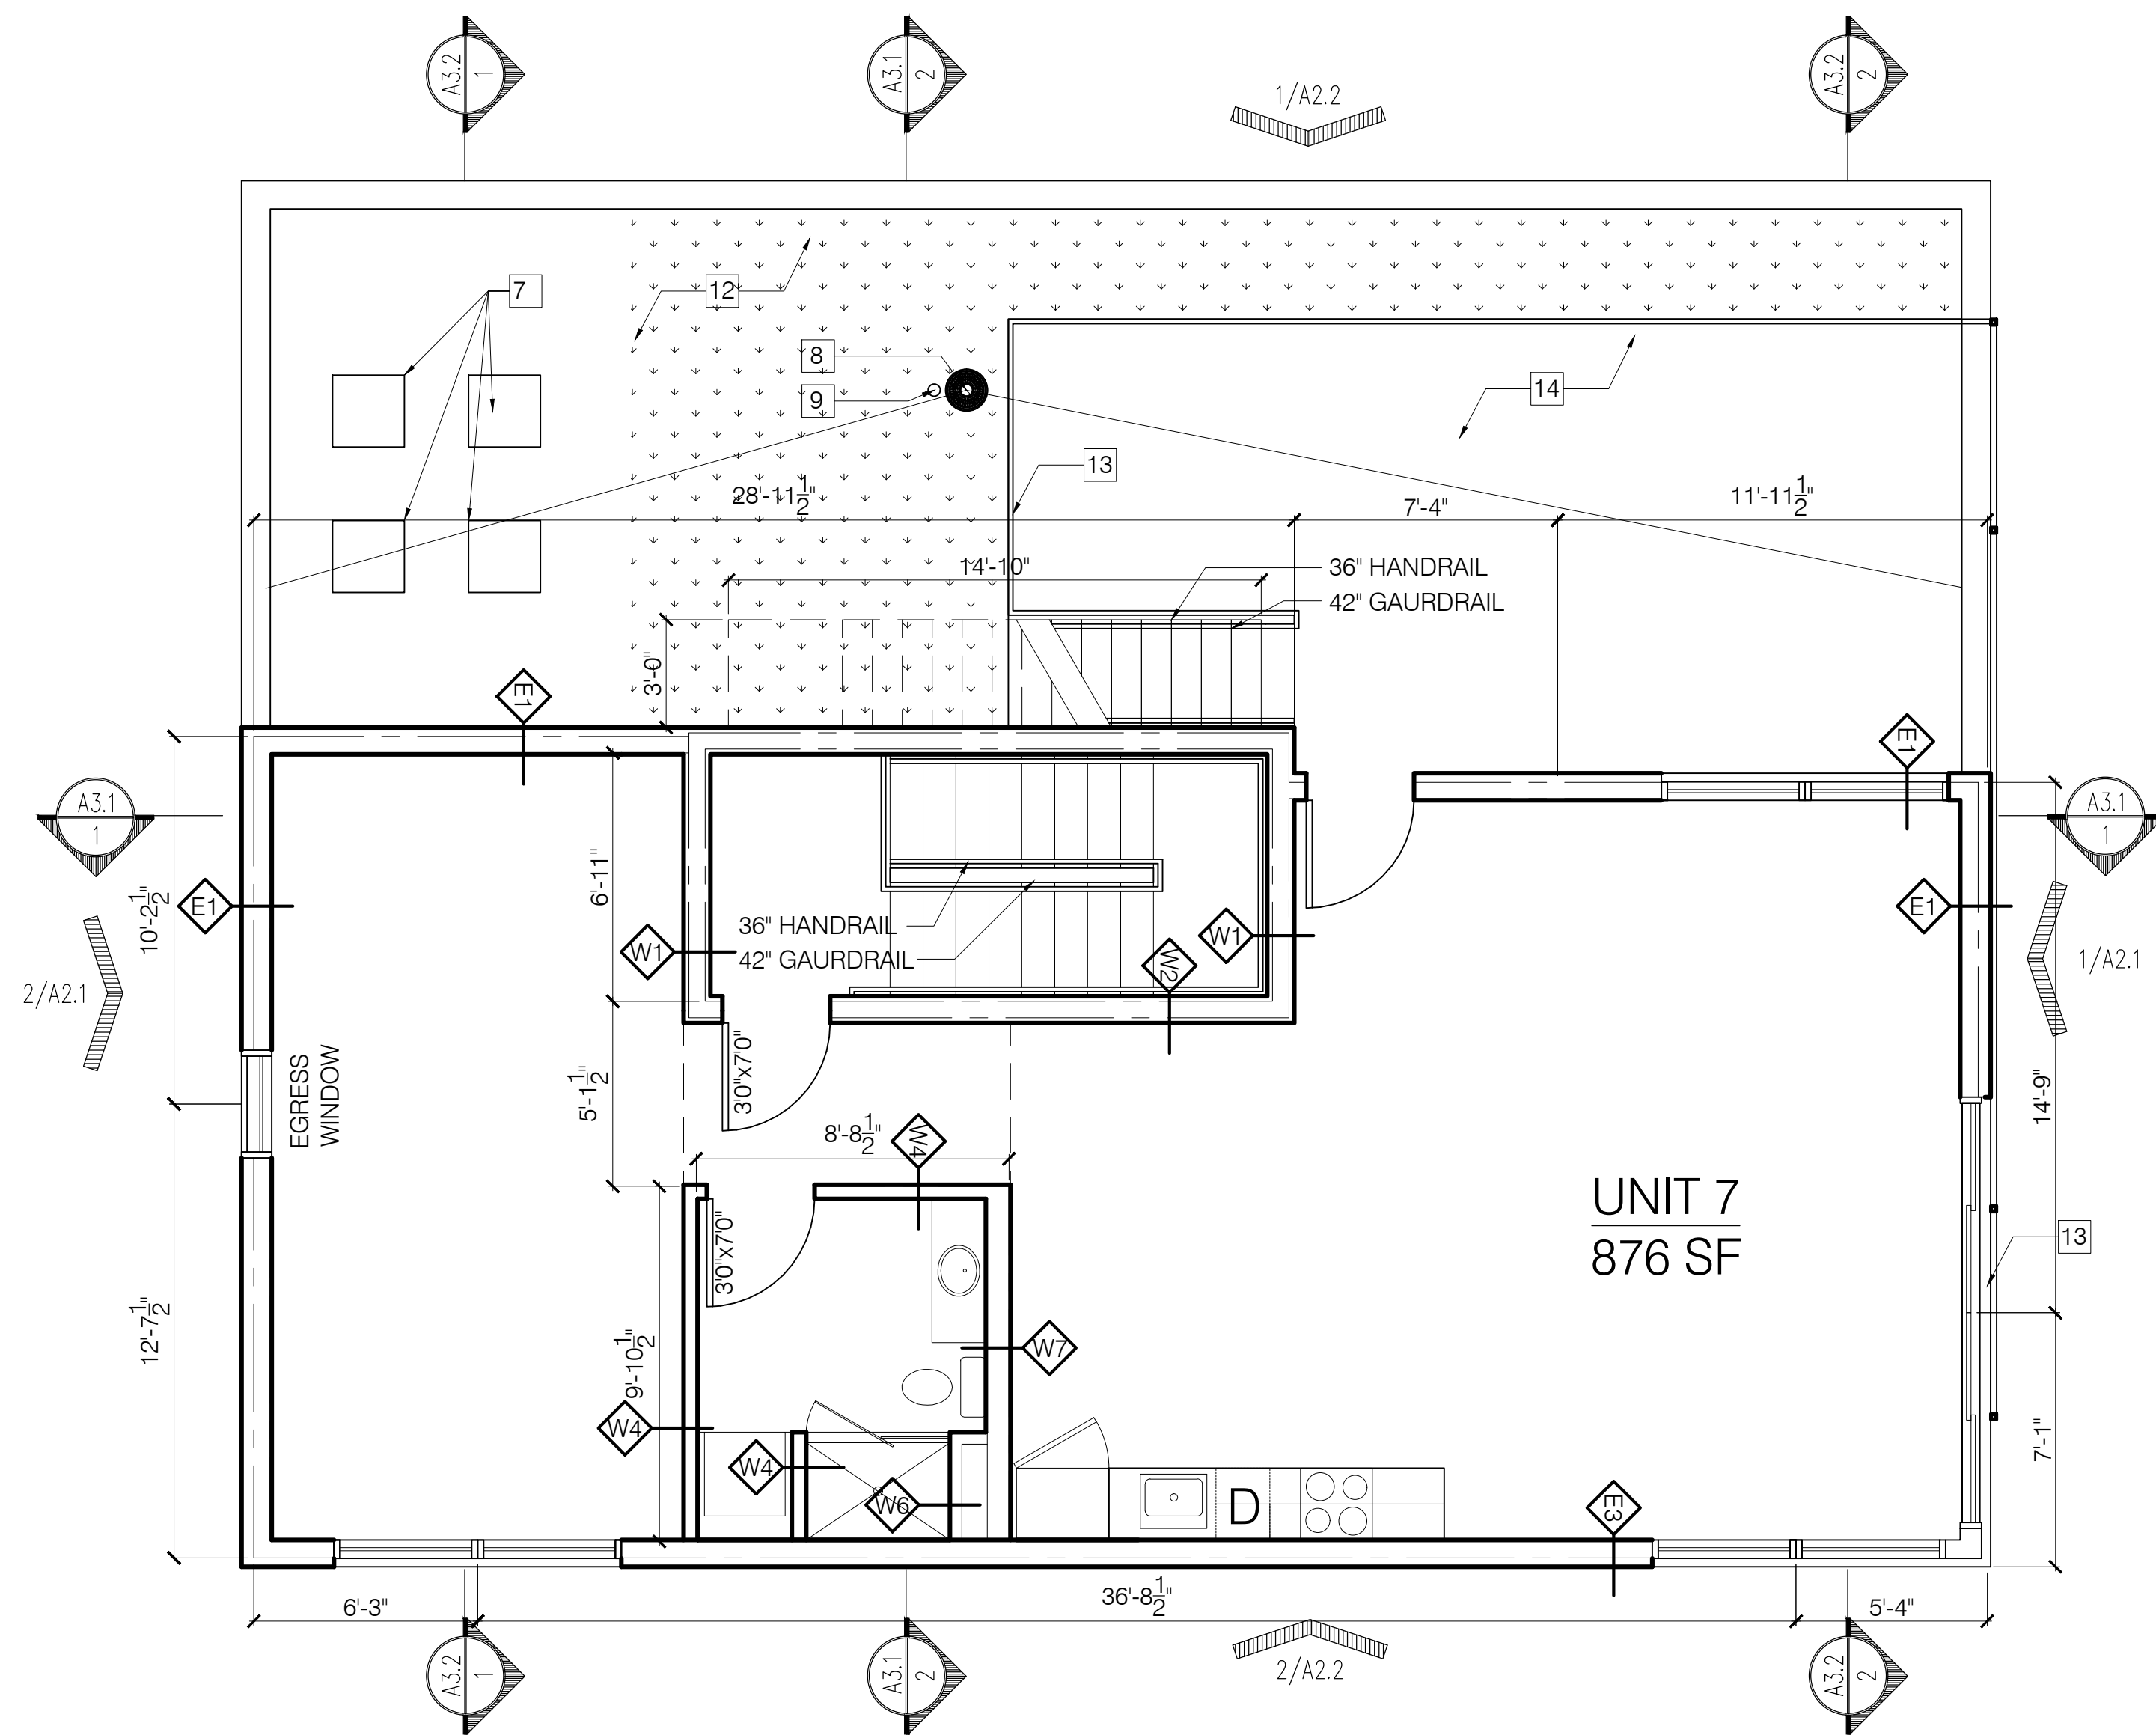 A3.2
1
A3.1
2
1/A2.2
A3.2
2
7
12
8
9
14
13
28'-11 1/2"
7'-4"
11'-11 1/2"
14'-10"
36" HANDRAIL
42" GAURDRAIL
3'-0"
E1
E1
A3.1
1
A3.1
1
10'-2 1/2"
6'-11"
E1
E1
36" HANDRAIL
42" GAURDRAIL
W1
W1
W2
2/A2.1
1/A2.1
EGRESS
WINDOW
5'-1 1/2"
3'0"x7'0"
8'-8 1/2"
W4
14'-9"
UNIT 7
876 SF
13
3'0"x7'0"
12'-7 1/2"
9'-10 1/2"
W7
W4
W4
W6
D
E3
7'-1"
6'-3"
36'-8 1/2"
5'-4"
A3.2
1
A3.1
2
2/A2.2
A3.2
2